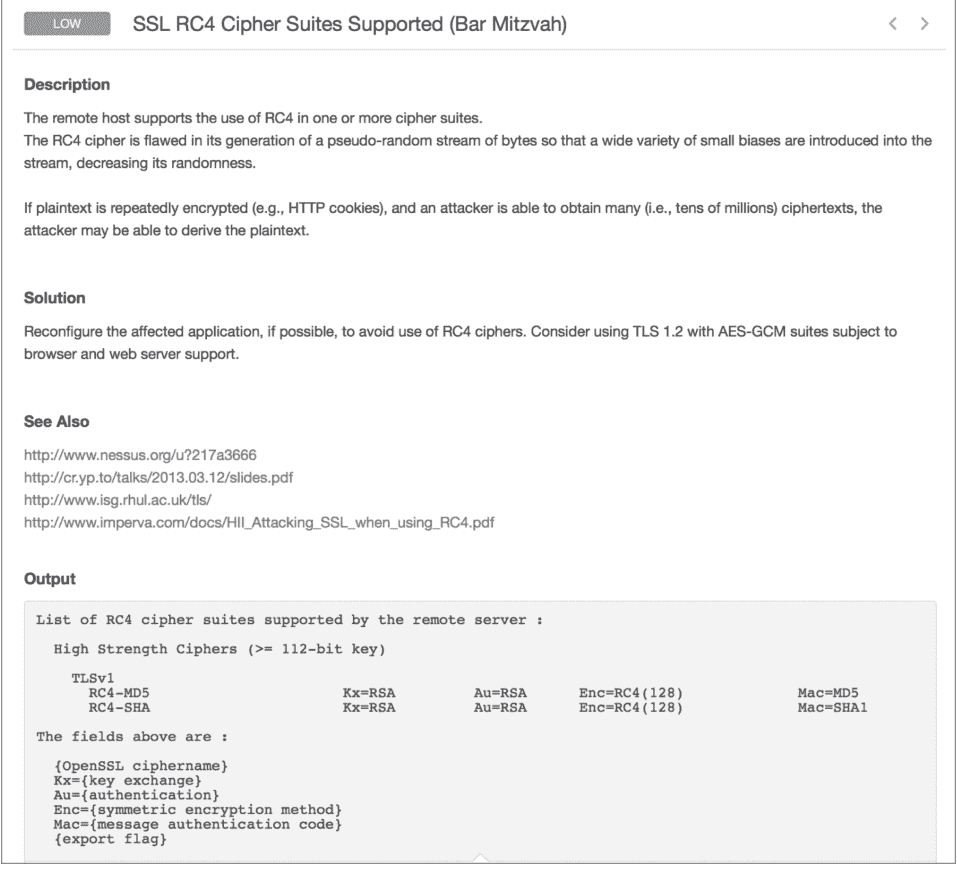 LOW SSL RC4 Cipher Suites Supported (Bar Mitzvah)
Description
The remote host supports the use of RC4 in one or more cipher suites.
The RC4 cipher is flawed in its generation of a pseudo-random stream of bytes so that a wide variety of small biases are introduced into the
stream, decreasing its randomness.
If plaintext is repeatedly encrypted (e.g., HTTP cookies), and an attacker is able to obtain many (i.e., tens of millions) ciphertexts, the
attacker may be able to derive the plaintext.
Solution
Reconfigure the affected application, if possible, to avoid use of RC4 ciphers. Consider using TLS 1.2 with AES-GCM suites subject to
browser and web server support.
See Also
http://www.nessus.org/u?217a3666
http://cr.yp.to/talks/2013.03.12/slides.pdf
http://www.isg.rhul.ac.uk/tls/
http://www.imperva.com/docs/HII_Attacking_SSL_when_using_RC4.pdf
Output
List of RC4 cipher suites supported by the remote server :
High Strength Ciphers (>= 112-bit key)
TLSv1
RC4-MD5 Kx=RSA Au=RSA Enc=RC4(128) Mac=MD5
RC4-SHA Kx=RSA Au=RSA Enc=RC4(128) Mac=SHA1
The fields above are :
{OpenSSL ciphername}
Kx={key exchange}
Au={authentication}
Enc={symmetric encryption method}
Mac={message authentication code}
{export flag}